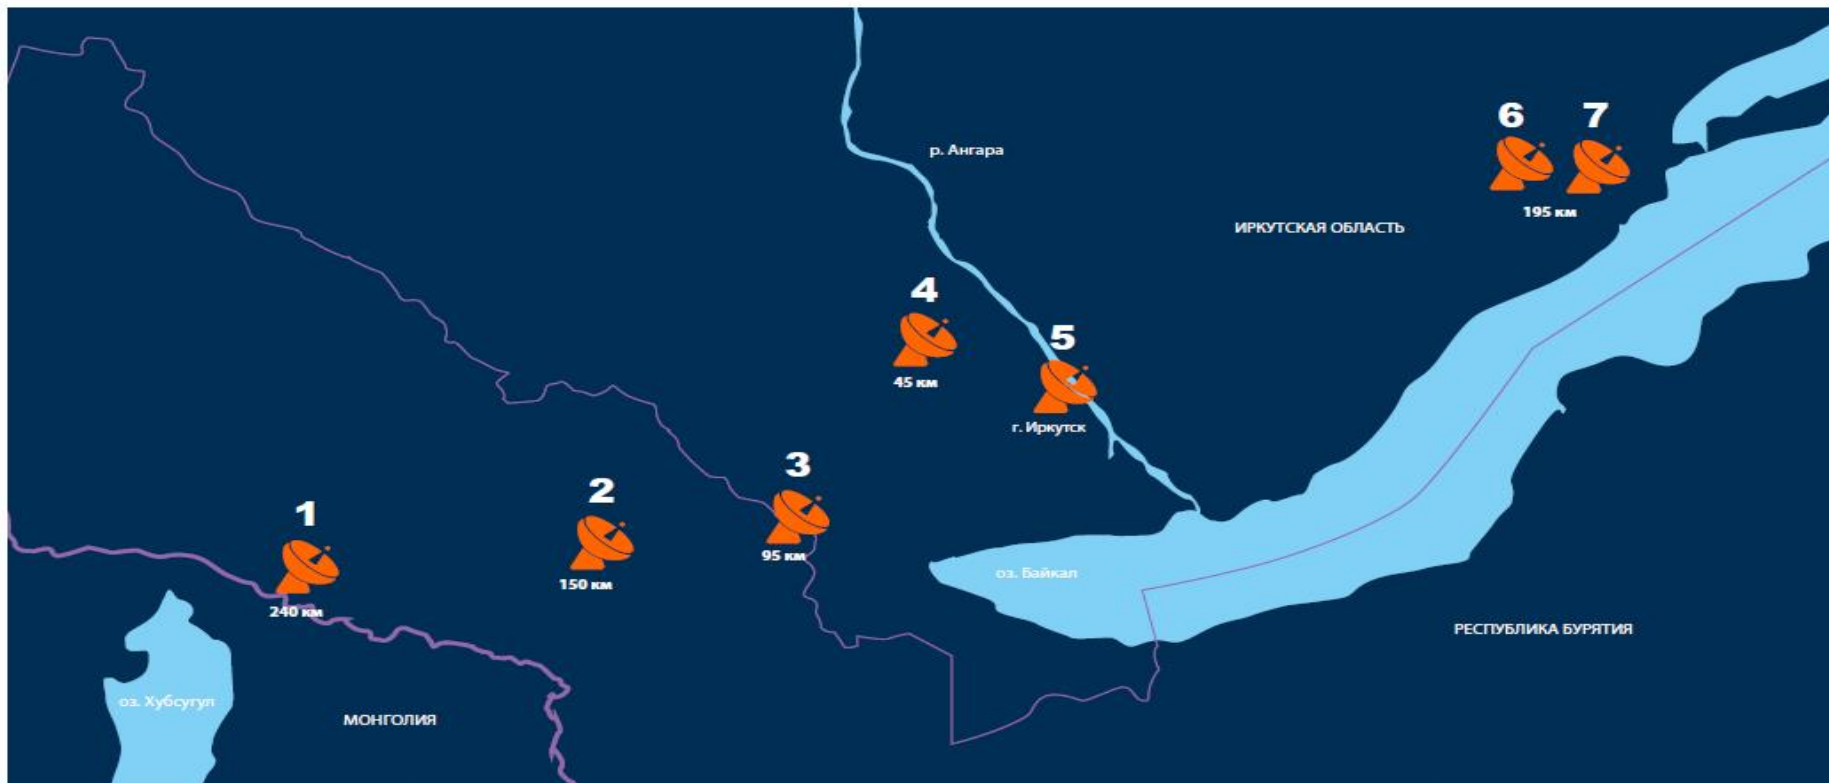 6 7
р. Ангара
195 км
ИРКУТСКАЯ ОБЛАСТЬ
4
5
45 км
г. Иркутск
3
2
1
95 км
оз. Байкал
150 км
240 км
РЕСПУБЛИКА БУРЯТИЯ
оз. Хубсугул
МОНГОЛИЯ